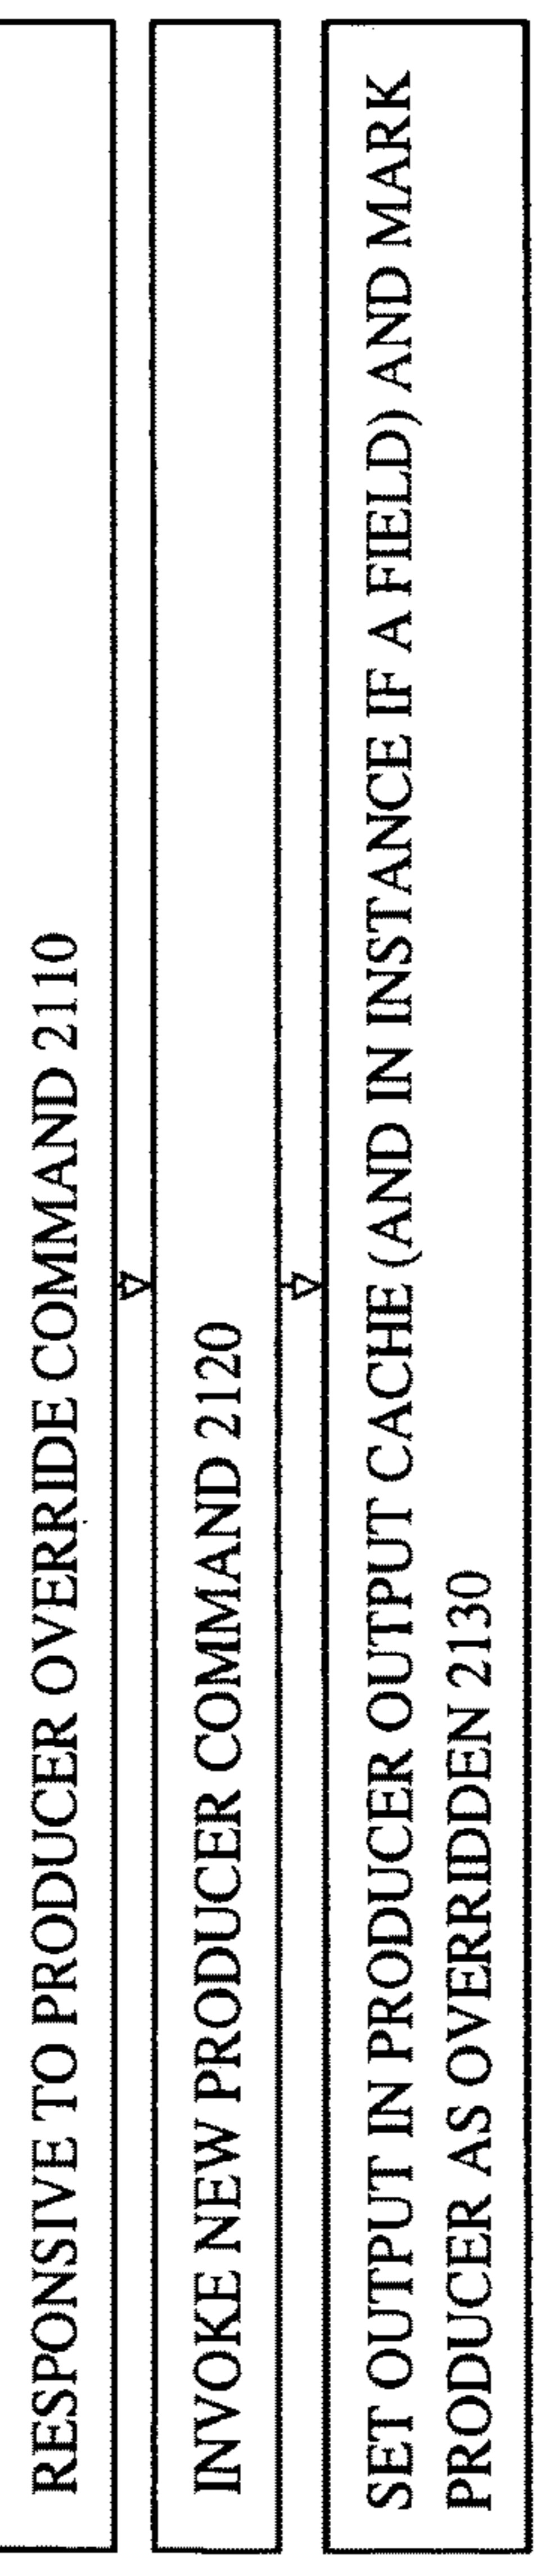 RESPONSIVE TO PRODUCER OVERRIDE COMMAND 2110
INVOKE NEW PRODUCER COMMAND 2120
SET OUTPUT IN PRODUCER OUTPUT CACHE (AND IN INSTANCE IF A FIELD) AND MARK
PRODUCER AS OVERRIDDEN 2130